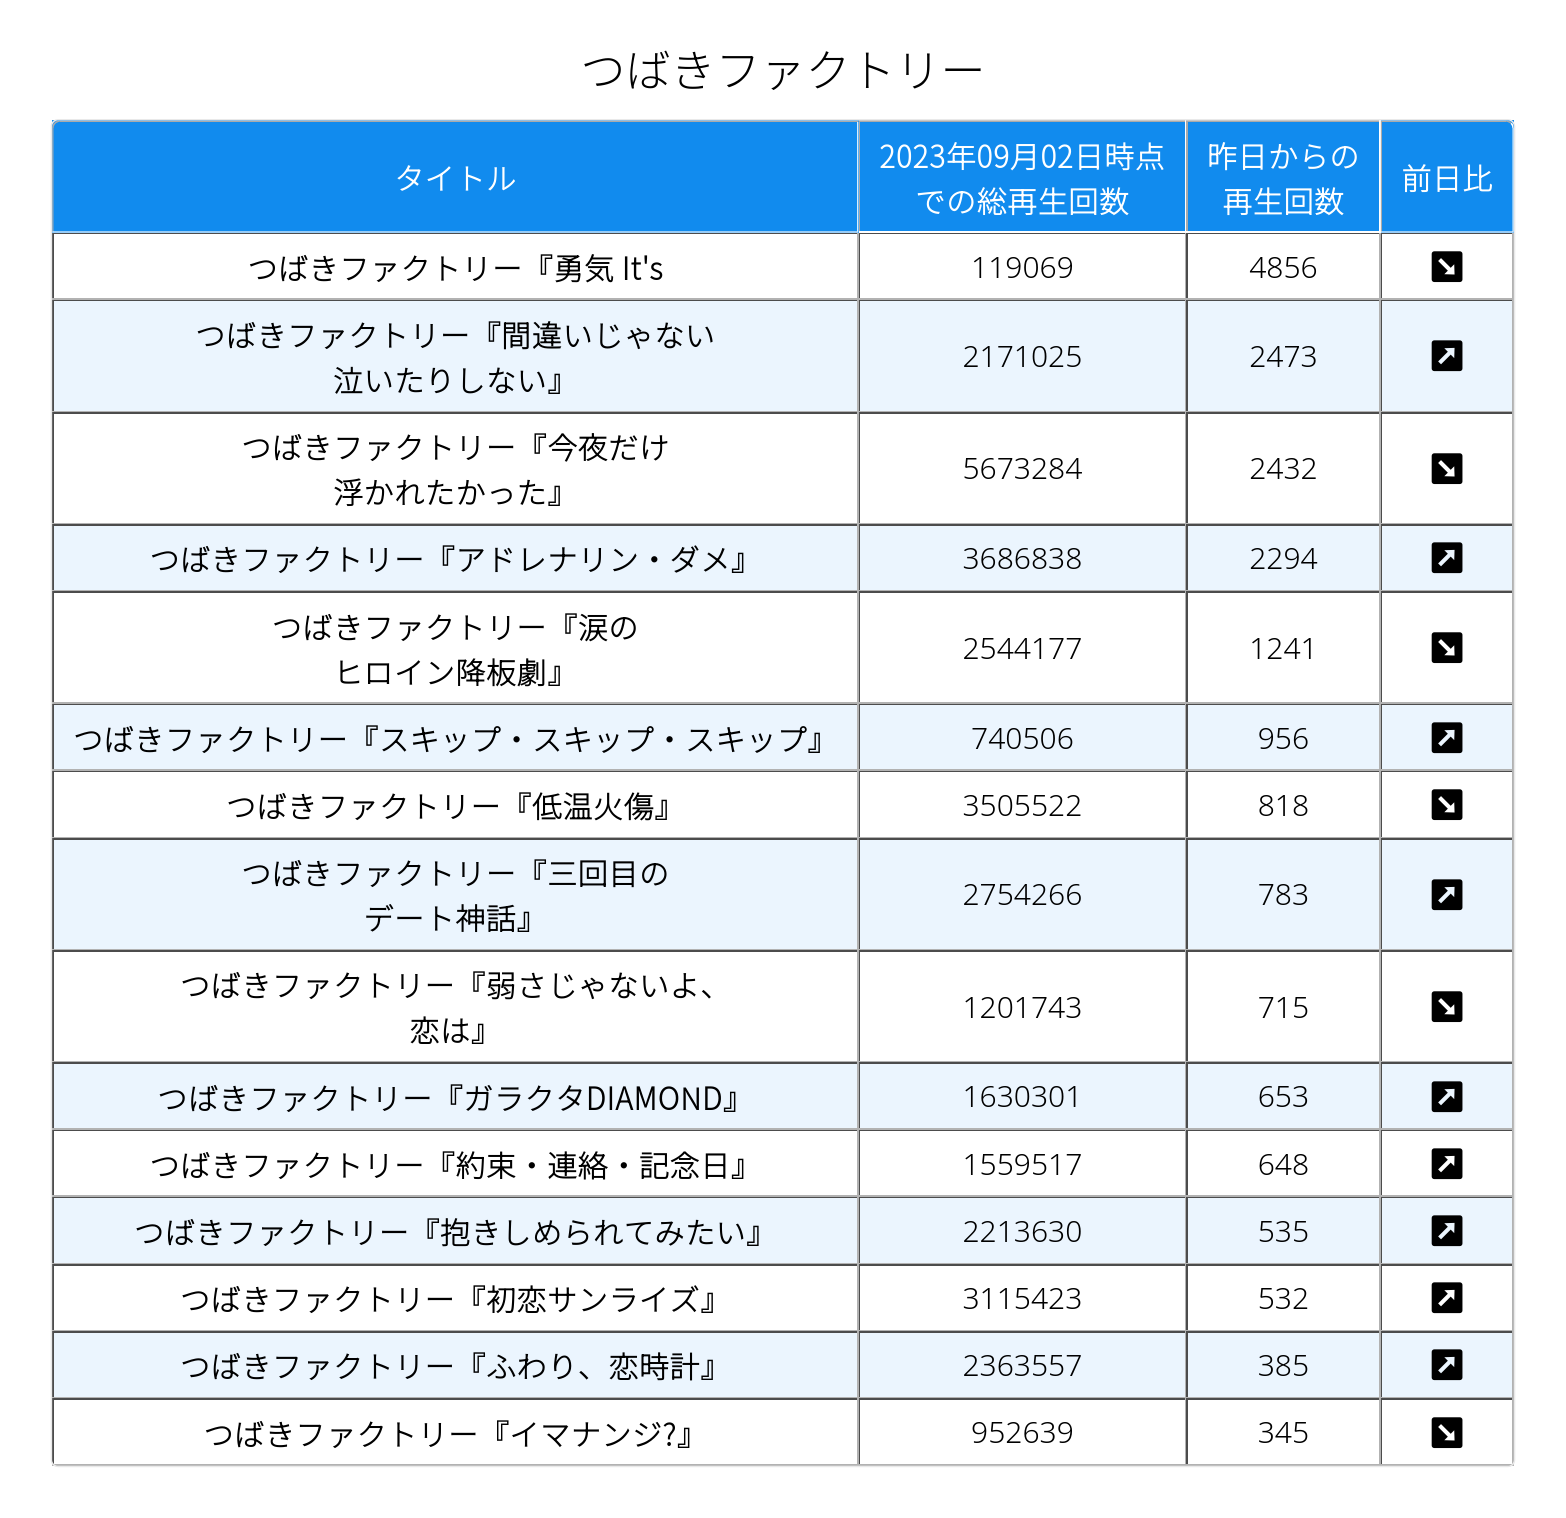 つばきファクトリー
タイトル
2023年09月02日時点
での総再生回数
昨日からの
再生回数
前日比
つばきファクトリー『勇気 It's
119069
4856
つばきファクトリー『間違いじゃない
泣いたりしない』
2171025
2473
つばきファクトリー『今夜だけ
浮かれたかった』
5673284
2432
つばきファクトリー『アドレナリン・ダメ』
3686838
2294
つばきファクトリー『涙の
ヒロイン降板劇』
2544177
1241
つばきファクトリー『スキップ・スキップ・スキップ』
740506
956
つばきファクトリー『低温火傷』
3505522
818
つばきファクトリー『三回目の
デート神話』
2754266
783
つばきファクトリー『弱さじゃないよ、
恋は』
1201743
715
つばきファクトリー『ガラクタDIAMOND』
1630301
653
つばきファクトリー『約束・連絡・記念日』
1559517
648
つばきファクトリー『抱きしめられてみたい』
2213630
535
つばきファクトリー『初恋サンライズ』
3115423
532
つばきファクトリー『ふわり、恋時計』
2363557
385
つばきファクトリー『イマナンジ?』
952639
345